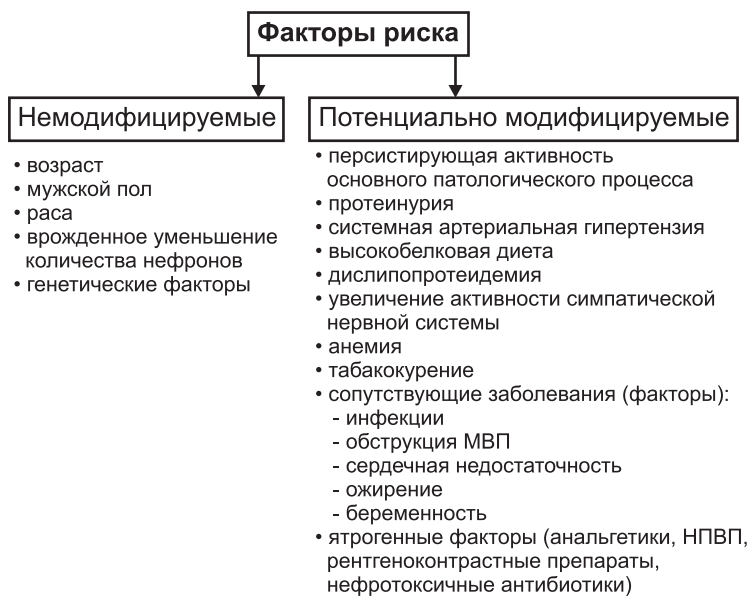 Факторы риска
Немодифицируемые
• возраст
• мужской пол
• раса
• врожденное уменьшение
количества нефронов
• генетические факторы
Потенциально модифицируемые
• персистирующая активность
основного патологического процесса
• протеинурия
• системная артериальная гипертензия
• высокобелковая диета
• дислипопротеидемия
• увеличение активности симпатической
нервной системы
• анемия
• табакокурение
• сопутствующие заболевания (факторы):
- инфекции
- обструкция МВП
- сердечная недостаточность
- ожирение
- беременность
• ятрогенные факторы (анальгетики, НПВП,
рентгеноконтрастные препараты,
нефротоксичные антибиотики)